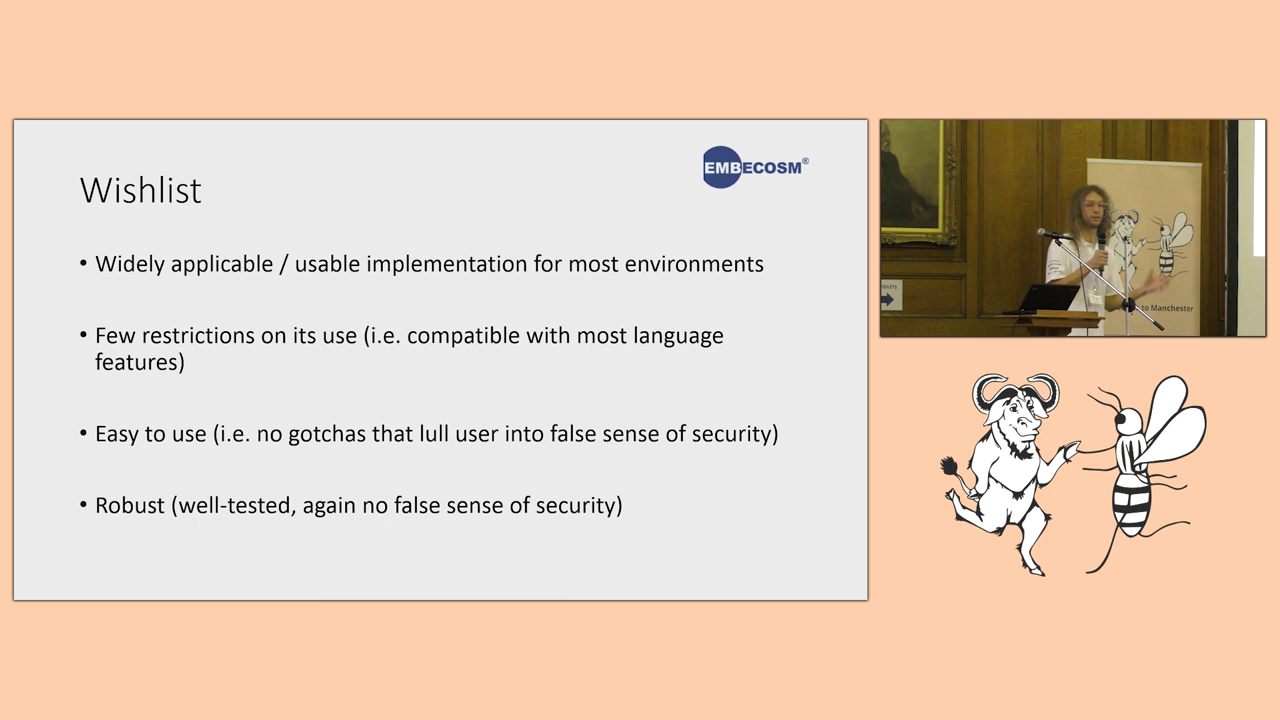 EMBECOSM®
Wishlist
• Widely applicable / usable implementation for most environments
• Few restrictions on its use (i.e. compatible with most language
features)
• Easy to use (i.e. no gotchas that lull user into false sense of security)
• Robust (well-tested, again no false sense of security)
to Manchester